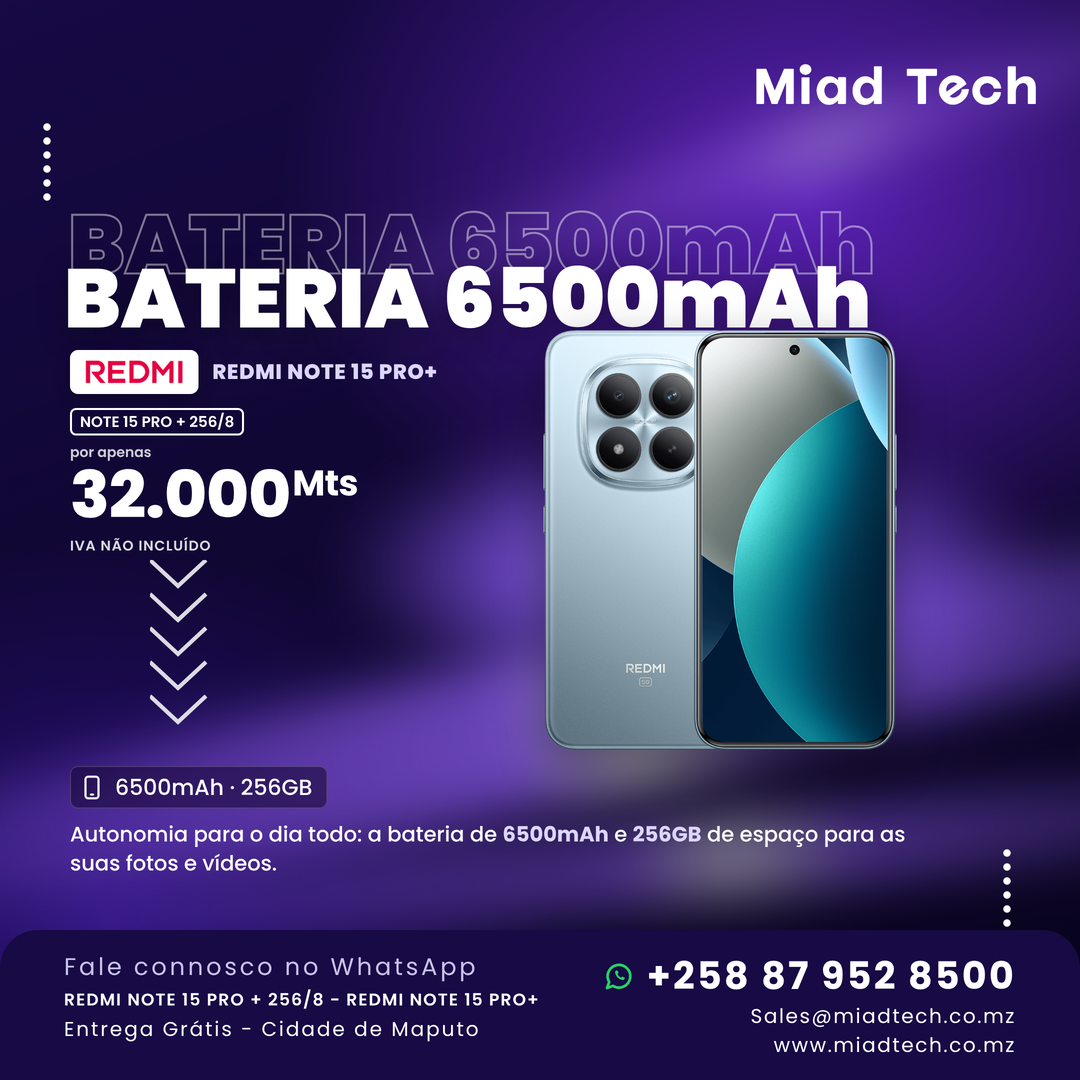 Miad Tech
BATERIA 6500mAh
BATERIA 6500mAh
REDMI REDMI NOTE 15 PRO+
NOTE 15 PRO + 256/8
por apenas
32.000Mts
IVA NÃO INCLUÍDO
REDMI
5G
6500mAh · 256GB
Autonomia para o dia todo: a bateria de 6500mAh e 256GB de espaço para as
suas fotos e vídeos.
Fale connosco no WhatsApp
REDMI NOTE 15 PRO + 256/8 - REDMI NOTE 15 PRO+
Entrega Grátis - Cidade de Maputo
+258 87 952 8500
Sales@miadtech.co.mz
www.miadtech.co.mz